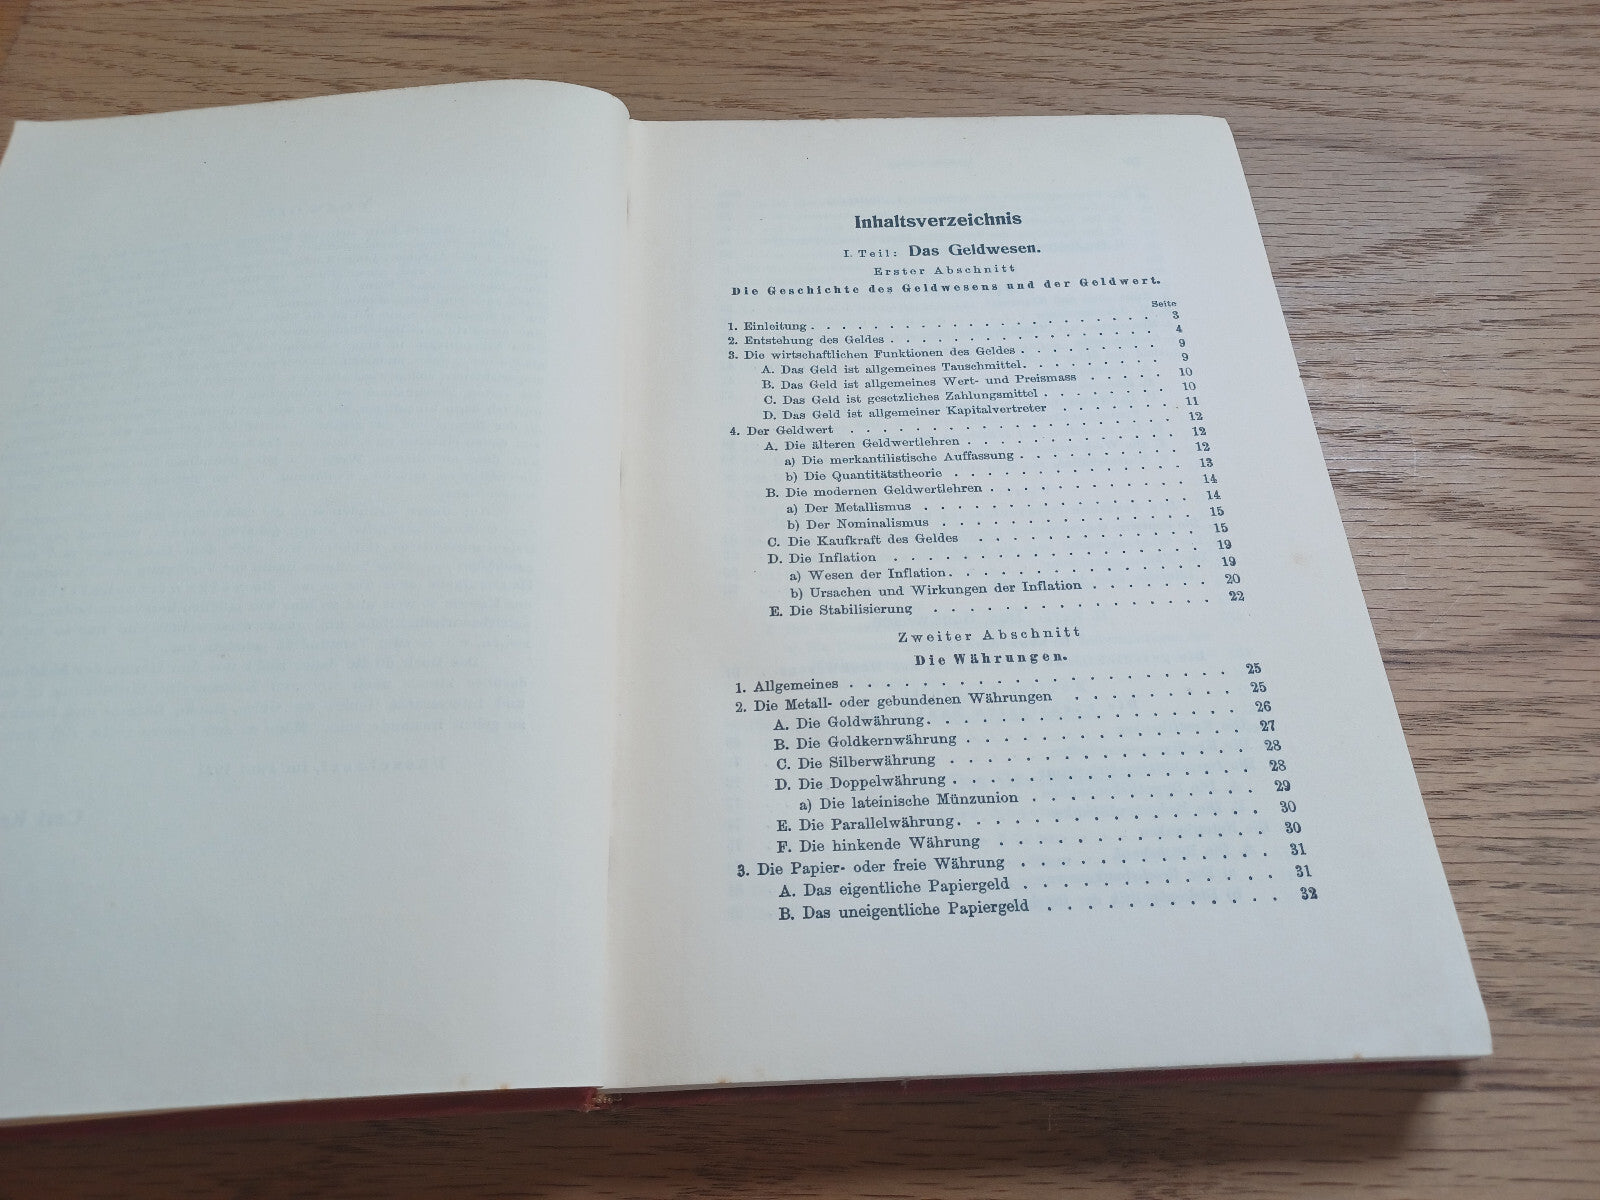 Inhaltsverzeichnis
I. Teil: Das Geldwesen.
Erster Abschnitt
Die Geschichte des Geldwesens und der Geldwert.
Seite
1. Einleitung . . . . . . . . . . . . . . . . . . . . . . 3
2. Entstehung des Geldes . . . . . . . . . . . . . . . . . . 4
3. Die wirtschaftlichen Funktionen des Geldes . . . . . . . . . 9
A. Das Geld ist allgemeines Tauschmittel . . . . . . . . . . 9
B. Das Geld ist allgemeines Wert- und Preismass . . . . . 10
C. Das Geld ist gesetzliches Zahlungsmittel . . . . . . . . 10
D. Das Geld ist allgemeiner Kapitalvertreter . . . . . . . 11
4. Der Geldwert . . . . . . . . . . . . . . . . . . . . . 12
A. Die älteren Geldwertlehren . . . . . . . . . . . . . . 12
a) Die merkantilistische Auffassung . . . . . . . . . . . 12
b) Die Quantitätstheorie . . . . . . . . . . . . . . 13
B. Die modernen Geldwertlehren . . . . . . . . . . . . . 14
a) Der Metallismus . . . . . . . . . . . . . . . . 14
b) Der Nominalismus . . . . . . . . . . . . . . . 15
C. Die Kaufkraft des Geldes . . . . . . . . . . . . . . 15
D. Die Inflation . . . . . . . . . . . . . . . . . . 19
a) Wesen der Inflation . . . . . . . . . . . . . . . 19
b) Ursachen und Wirkungen der Inflation . . . . . . . . 20
E. Die Stabilisierung . . . . . . . . . . . . . . . . 22
Zweiter Abschnitt
Die Währungen.
1. Allgemeines . . . . . . . . . . . . . . . . . . . . 25
2. Die Metall- oder gebundenen Währungen . . . . . . . . . 25
A. Die Goldwährung . . . . . . . . . . . . . . . . . 26
B. Die Goldkernwährung . . . . . . . . . . . . . . . 27
C. Die Silberwährung . . . . . . . . . . . . . . . . 28
D. Die Doppelwährung . . . . . . . . . . . . . . . . 28
a) Die lateinische Münzunion . . . . . . . . . . . . 29
E. Die Parallelwährung . . . . . . . . . . . . . . . . 30
F. Die hinkende Währung . . . . . . . . . . . . . . 30
3. Die Papier- oder freie Währung . . . . . . . . . . . . . 31
A. Das eigentliche Papiergeld . . . . . . . . . . . . . 31
B. Das uneigentliche Papiergeld . . . . . . . . . . . . 32